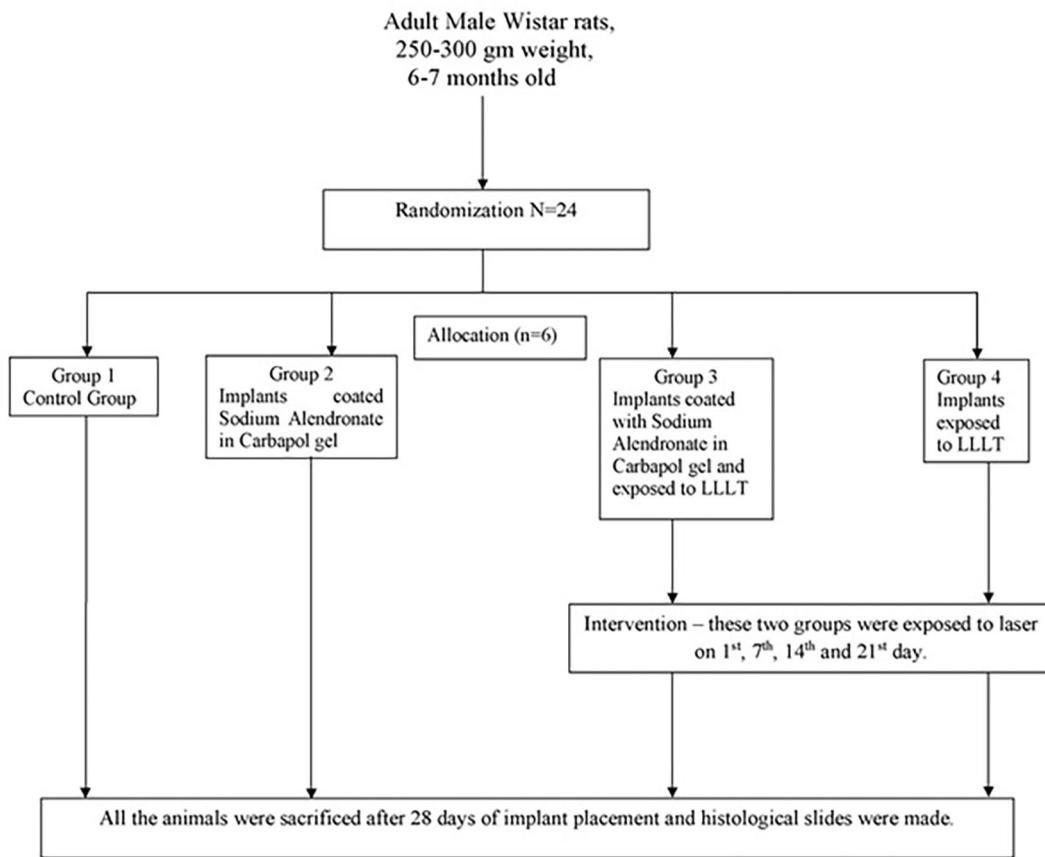 Adult Male Wistar rats,
250-300 gm weight,
6-7 months old
Randomization N=24
Allocation (n=6)
Group 1
Control Group
Group 2
Implants coated
Sodium Alendronate
in Carbapol gel
Group 3
Implants coated
with Sodium
Alendronate in
Carbapol gel and
exposed to LLLT
Group 4
Implants
exposed
to LLLT
Intervention – these two groups were exposed to laser
on 1st, 7th, 14th and 21st day.
All the animals were sacrificed after 28 days of implant placement and histological slides were made.